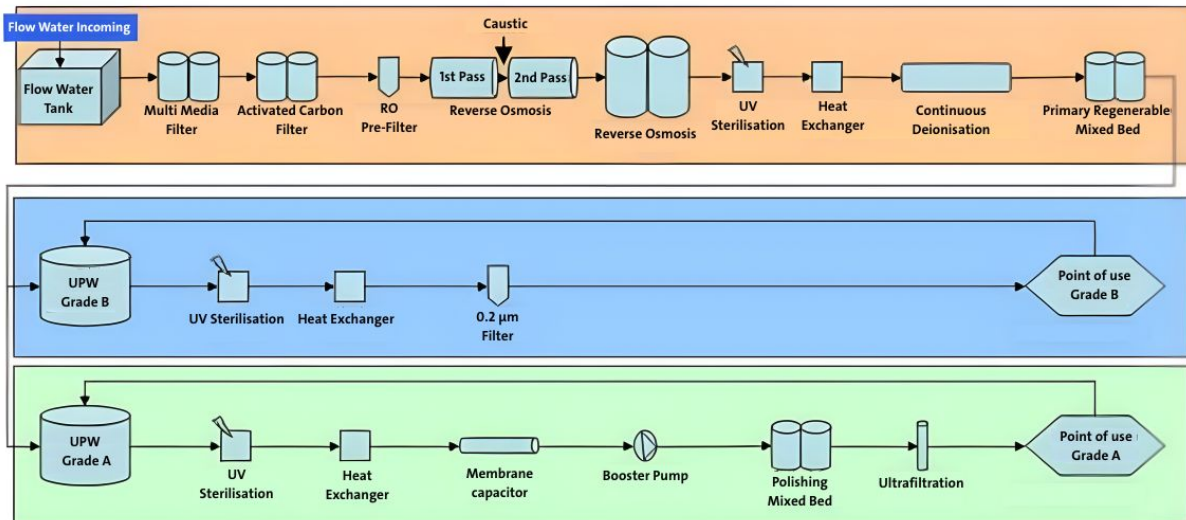 Flow Water Incoming
Flow Water
Tank
Multi Media
Filter
Activated Carbon
Filter
RO
Pre-Filter
Caustic
1st Pass
2nd Pass
Reverse Osmosis
Reverse Osmosis
UV
Sterilisation
Heat
Exchanger
Continuous
Deionisation
Primary Regenerable
Mixed Bed
UPW
Grade B
UV Sterilisation
Heat Exchanger
0.2 µm
Filter
Point of use
Grade B
UPW
Grade A
UV
Sterilisation
Heat
Exchanger
Membrane
capacitor
Booster Pump
Polishing
Mixed Bed
Ultrafiltration
Point of use
Grade A